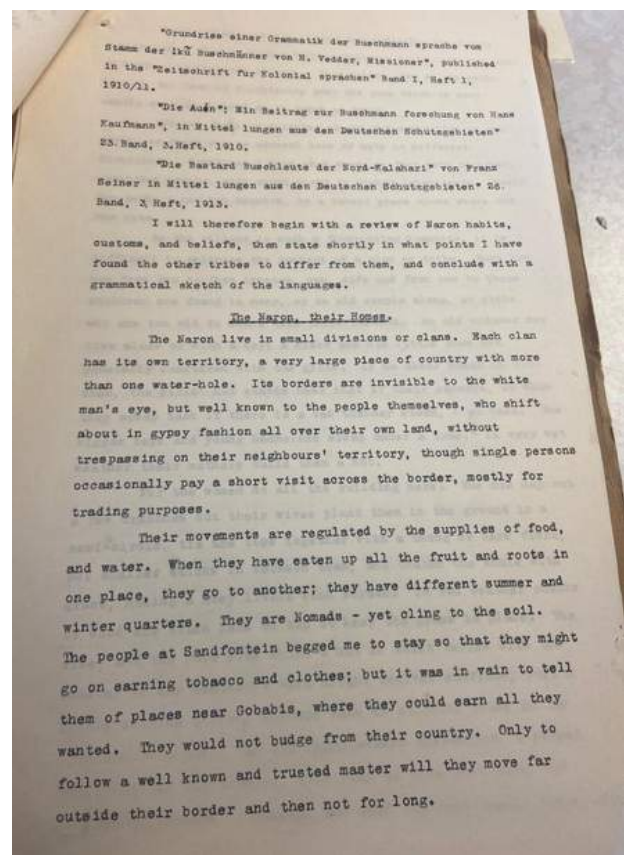 "Grundriss einer Grammatik der Buschmann sprache vom
Stamm der ikũ Buschmänner von H. Vedder, Missioner", published
in the "Zeitschrift fur Kolonial sprachen" Band I, Heft 1,
1910/11.
"Die Auén"; Ein Beitrag zur Buschmann forschung von Hans
Kaufmann", in Mittel lungen aus den Deutschen Schutzgebieten"
23. Band, 3. Heft, 1910.
"Die Bastard Buschleute der Nord-Kalahari" von Franz
Seiner in Mittel lungen aus den Deutschen Schutzgebieten" 26.
Band, 3, Heft, 1913.
I will therefore begin with a review of Naron habits,
customs, and beliefs, then state shortly in what points I have
found the other tribes to differ from them, and conclude with a
grammatical sketch of the languages.
The Naron, their Homes.
The Naron live in small divisions or clans. Each clan
has its own territory, a very large piece of country with more
than one water-hole. Its borders are invisible to the white
man's eye, but well known to the people themselves, who shift
about in gypsy fashion all over their own land, without
trespassing on their neighbours' territory, though single persons
occasionally pay a short visit across the border, mostly for
trading purposes.
Their movements are regulated by the supplies of food,
and water. When they have eaten up all the fruit and roots in
one place, they go to another; they have different summer and
winter quarters. They are Nomads - yet cling to the soil.
The people at Sandfontein begged me to stay so that they might
go on earning tobacco and clothes; but it was in vain to tell
them of places near Gobabis, where they could earn all they
wanted. They would not budge from their country. Only to
follow a well known and trusted master will they move far
outside their border and then not for long.